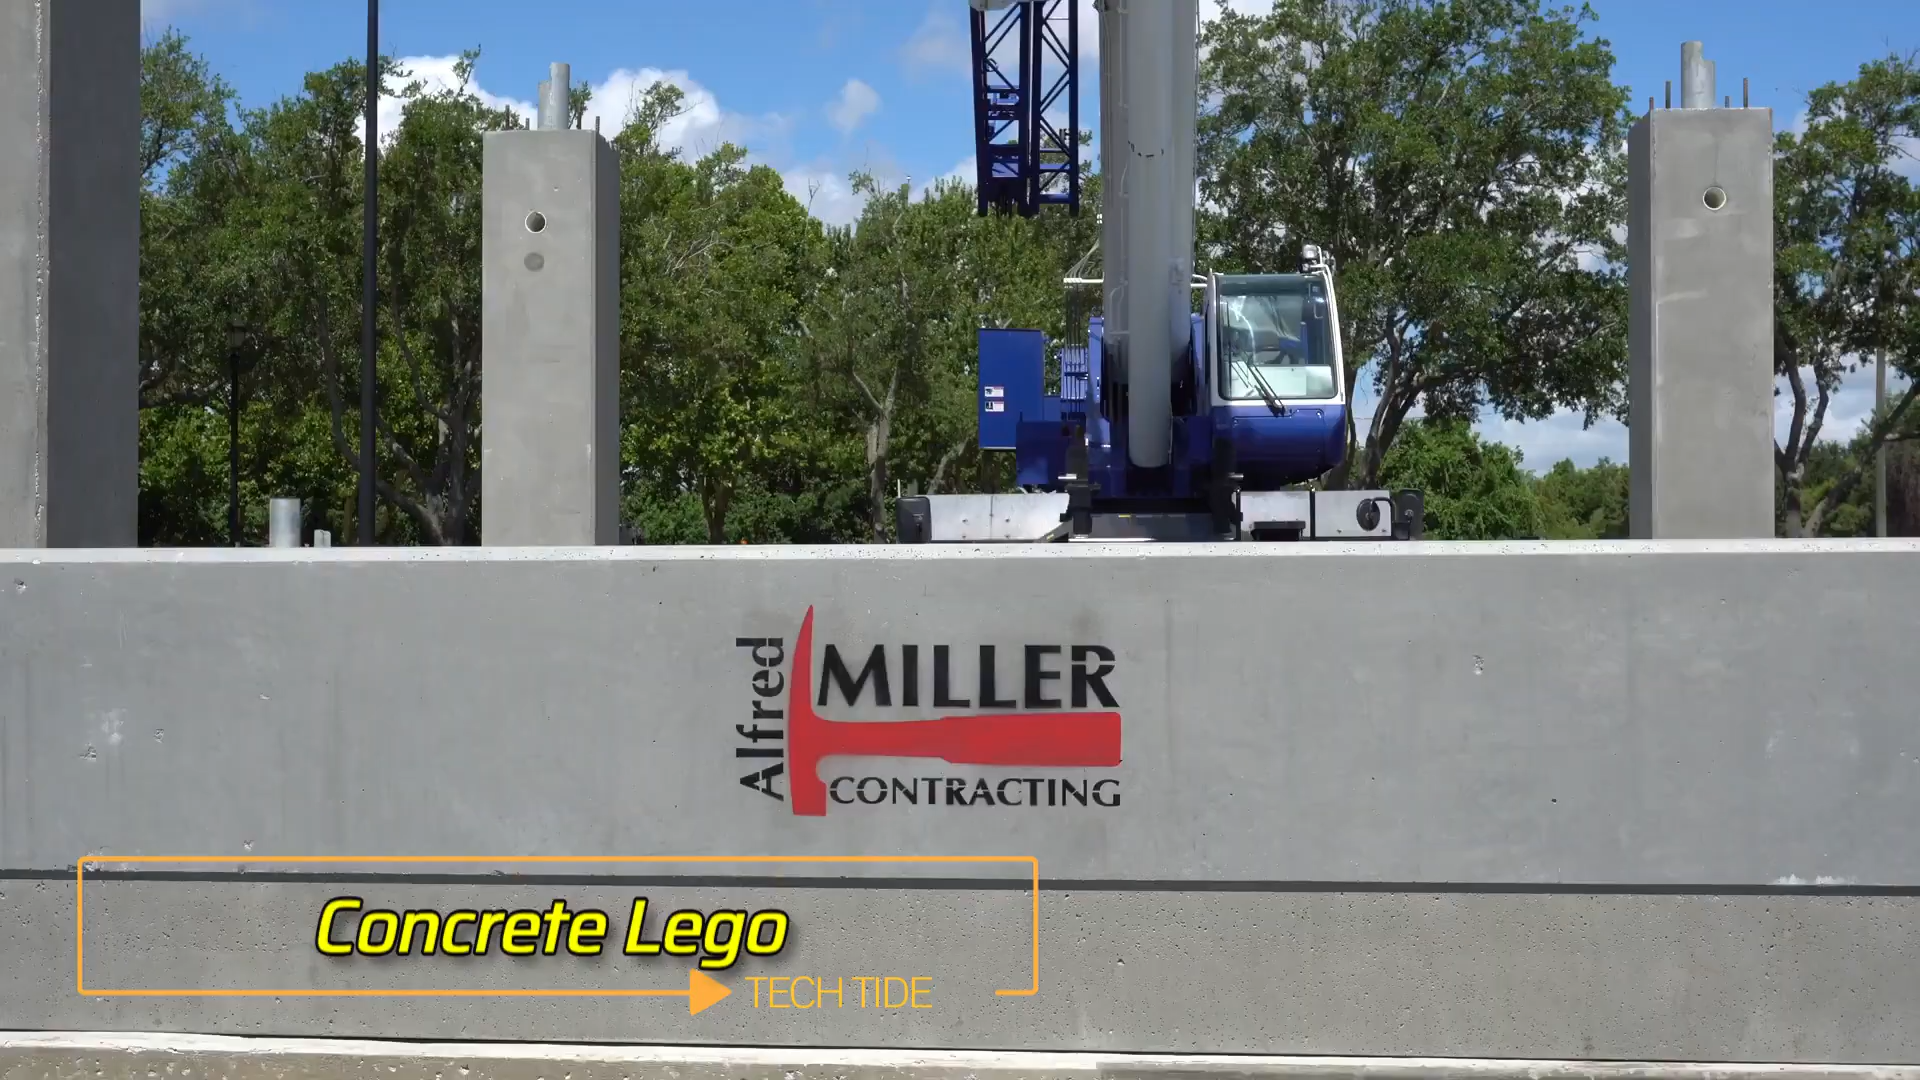 Alfred
MILLER
CONTRACTING
Concrete Lego
TECH TIDE